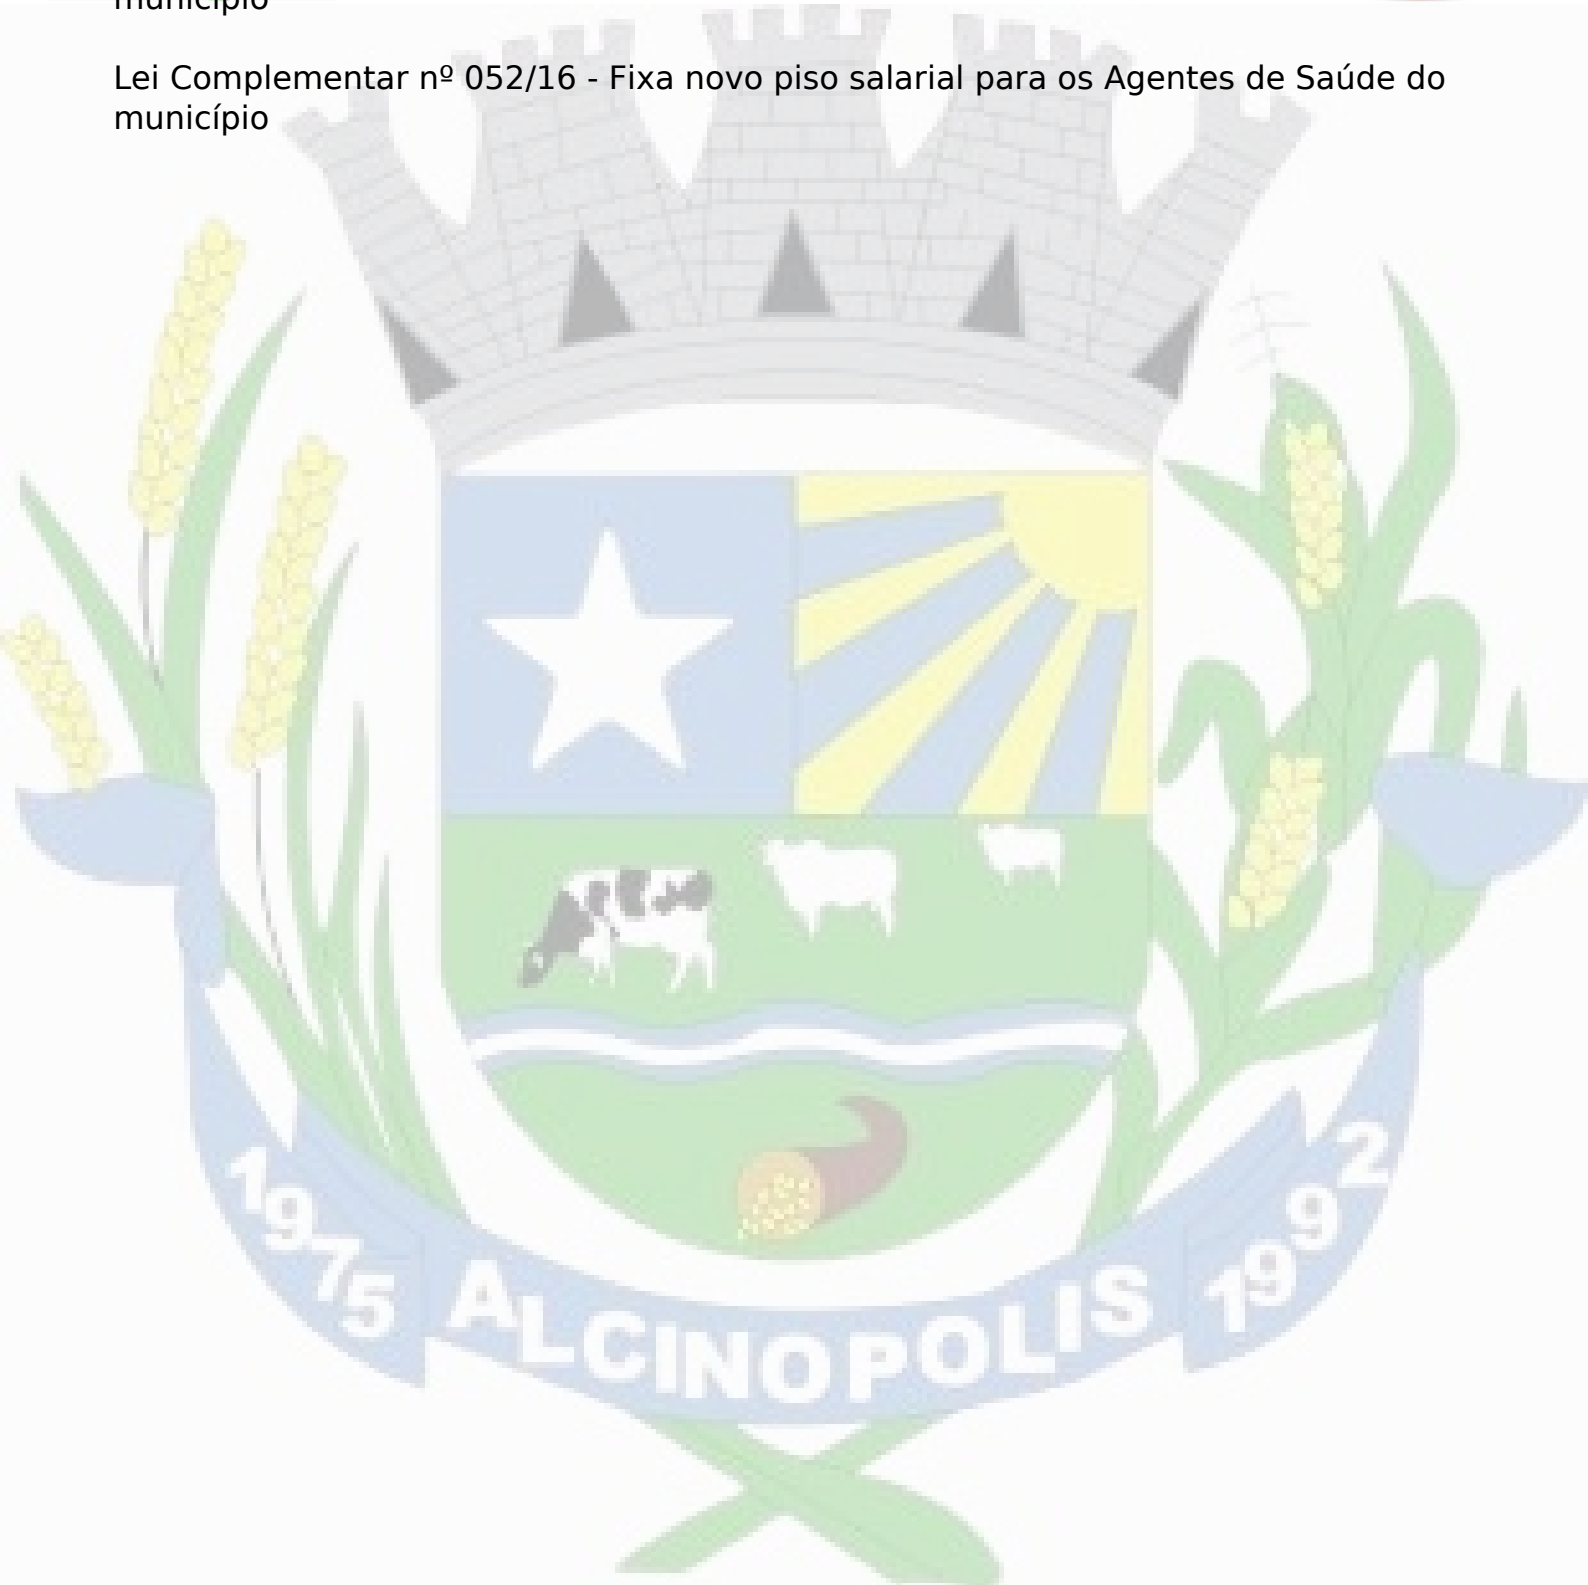 município
Lei Complementar nº 052/16 - Fixa novo piso salarial para os Agentes de Saúde do
município
1975 ALCINOPOLIS 1992